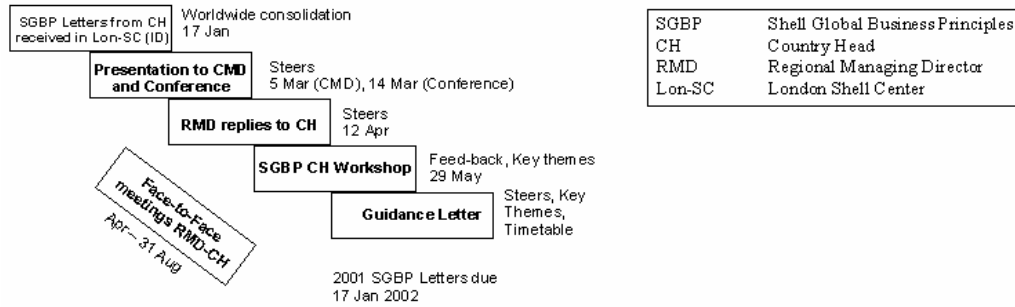 SGBP Letters from CH
received in Lon-SC (ID)
Worldwide consolidation
17 Jan
Presentation to CMD
and Conference
Steers
5 Mar (CMD), 14 Mar (Conference)
RMD replies to CH
Steers
12 Apr
SGBP CH Workshop
Feed-back, Key themes
29 May
Guidance Letter
Steers, Key
Themes,
Timetable
Face-to-Face
meetings RMD-CH
Apr – 31 Aug
2001 SGBP Letters due
17 Jan 2002
SGBP Shell Global Business Principles
CH Country Head
RMD Regional Managing Director
Lon-SC London Shell Center